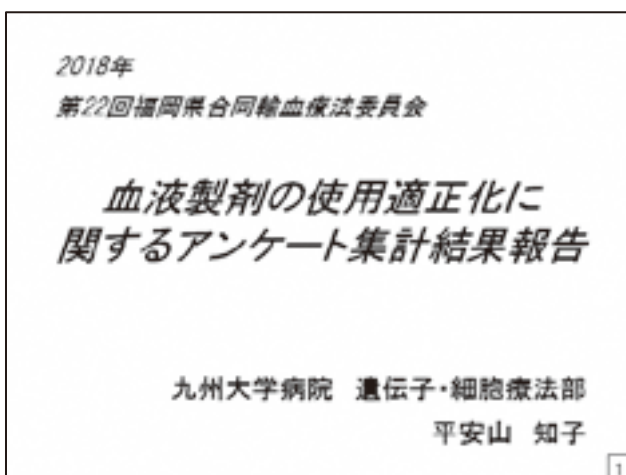 2018年
第22回福岡県合同輸血療法委員会
血液製剤の使用適正化に
関するアンケート集計結果報告
九州大学病院　遺伝子・細胞療法部
平安山　知子
1